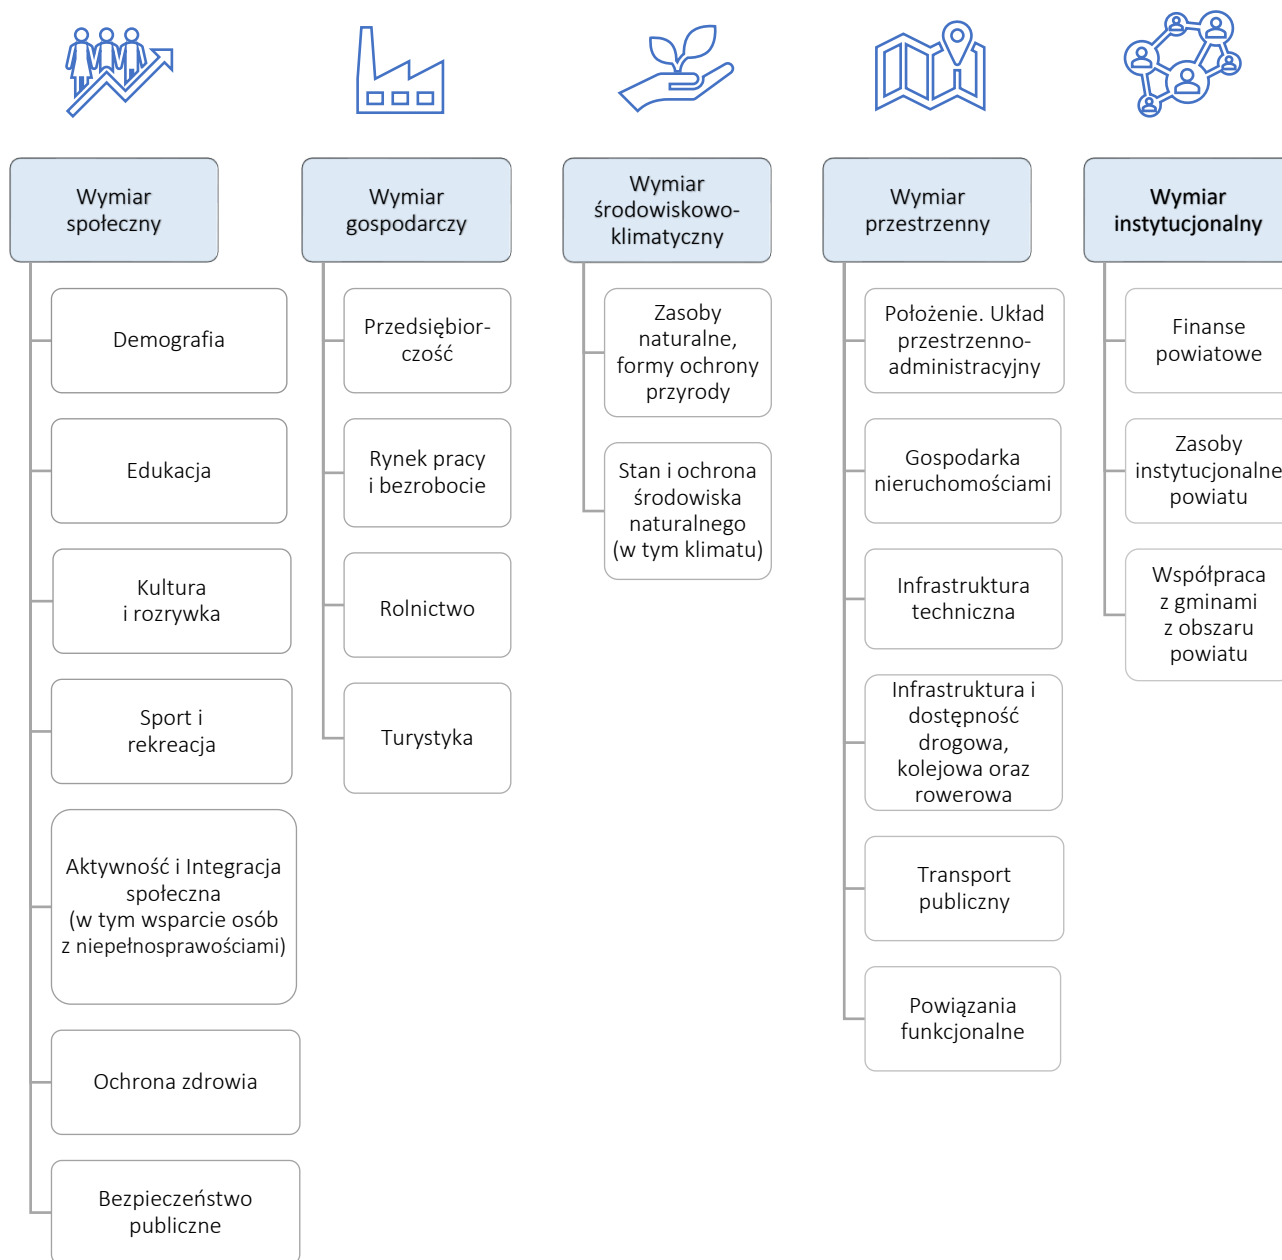 Wymiar
społeczny
Demografia
Edukacja
Kultura
i rozrywka
Sport i
rekreacja
Aktywność i Integracja
społeczna
(w tym wsparcie osób
z niepełnosprawościami)
Ochrona zdrowia
Bezpieczeństwo
publiczne
Wymiar
gospodarczy
Przedsiębior-
czość
Rynek pracy
i bezrobocie
Rolnictwo
Turystyka
Wymiar
środowiskowo-
klimatyczny
Zasoby
naturalne,
formy ochrony
przyrody
Stan i ochrona
środowiska
naturalnego
(w tym klimatu)
Wymiar
przestrzenny
Położenie. Układ
przestrzenno-
administracyjny
Gospodarka
nieruchomościami
Infrastruktura
techniczna
Infrastruktura i
dostępność
drogowa,
kolejowa oraz
rowerowa
Transport
publiczny
Powiązania
funkcjonalne
Wymiar
instytucjonalny
Finanse
powiatowe
Zasoby
instytucjonalne
powiatu
Współpraca
z gminami
z obszaru
powiatu